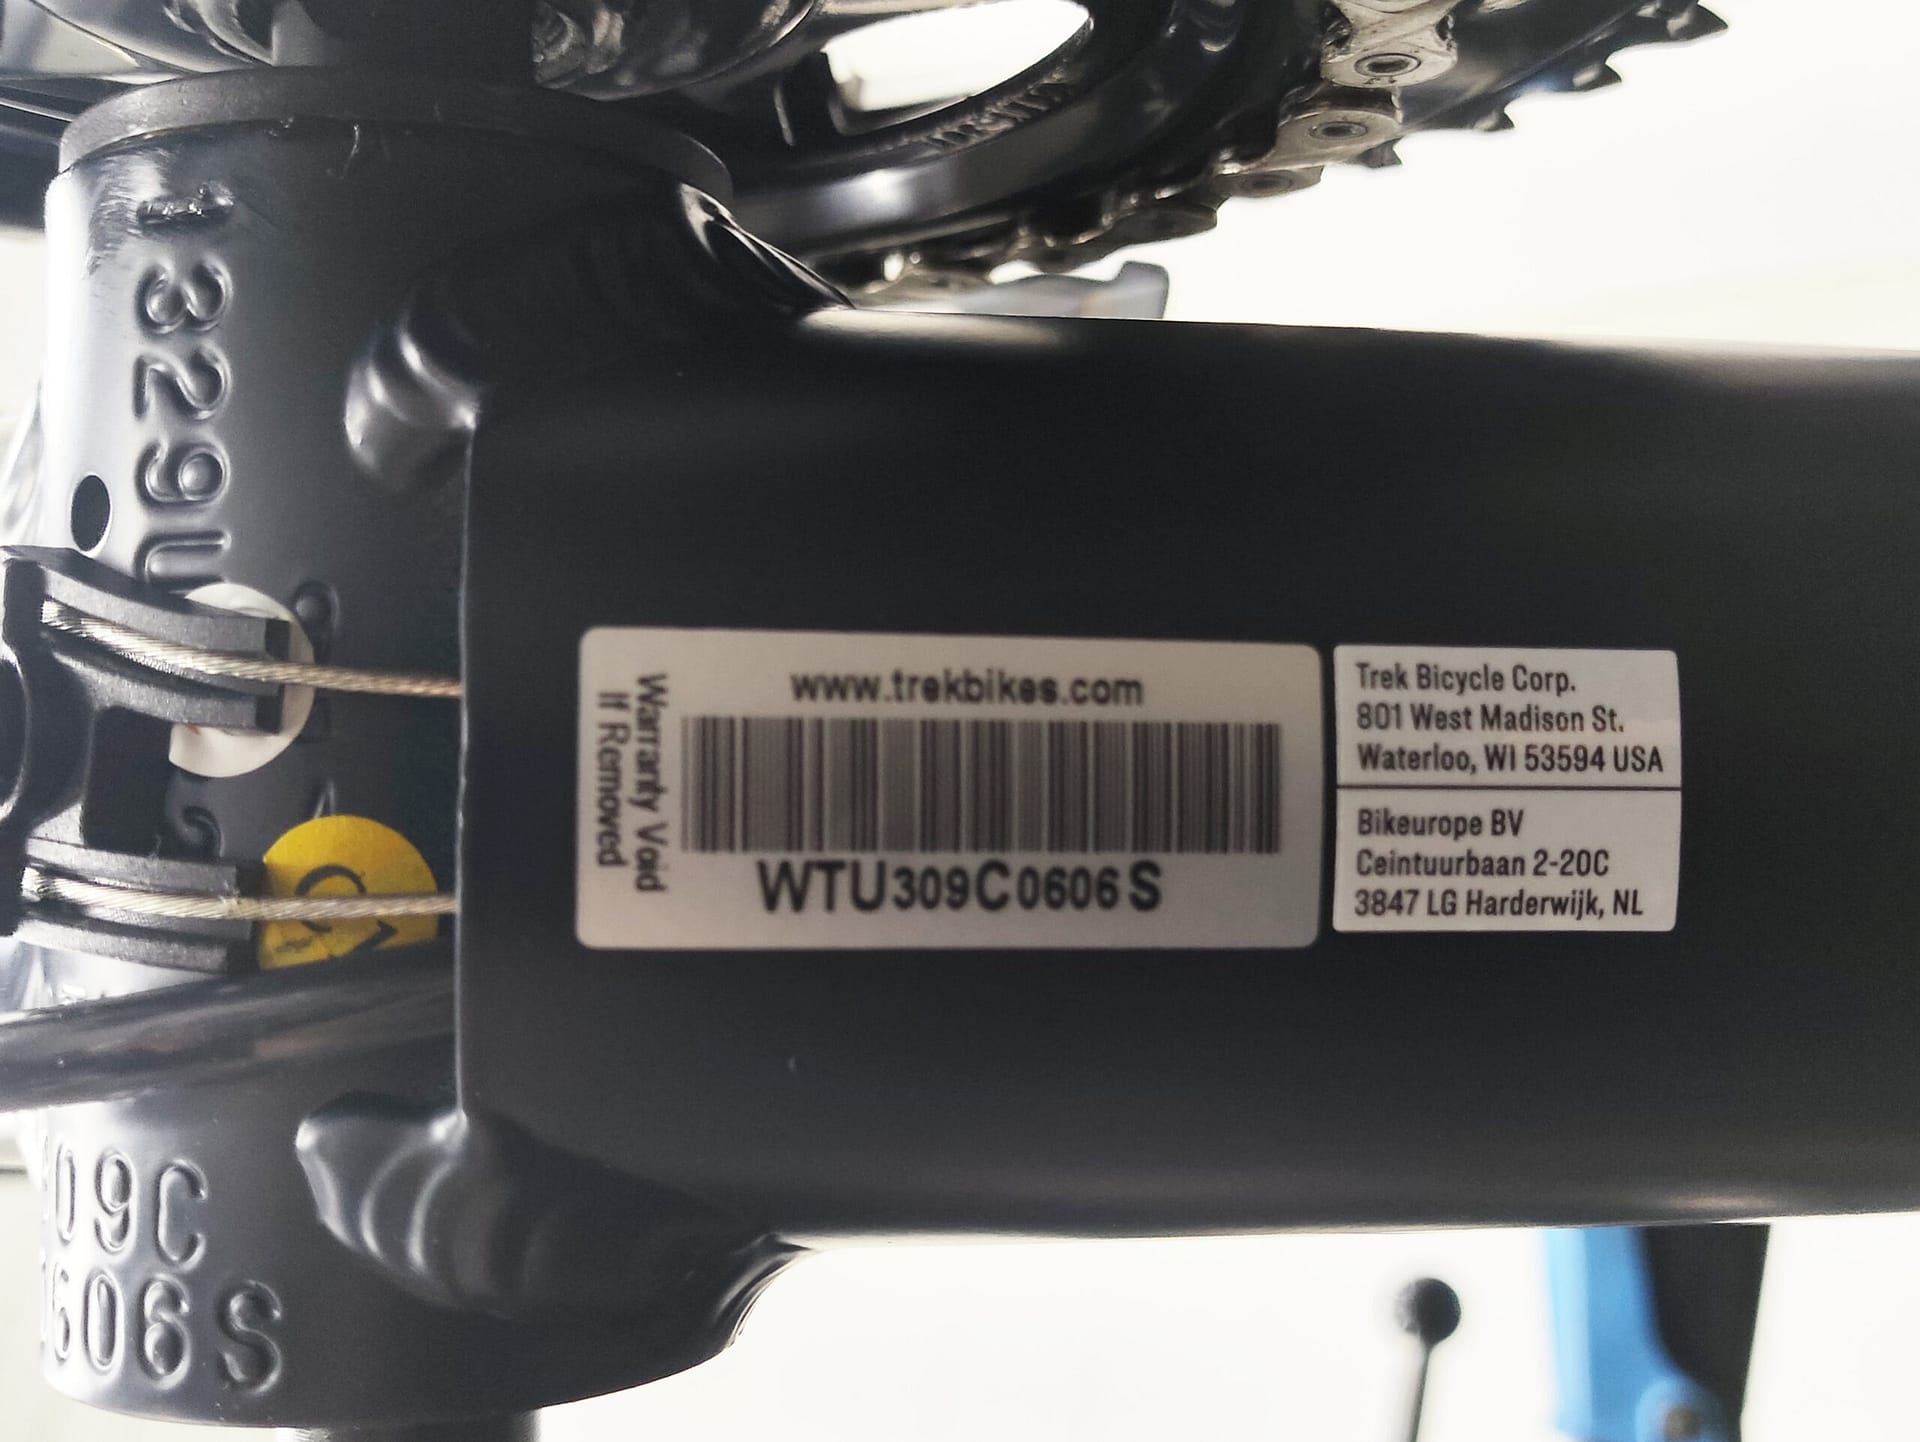 1329U
www.trekbikes.com
Warranty Void
If Removed
WTU309C0606S
Trek Bicycle Corp.
801 West Madison St.
Waterloo, WI 53594 USA
Bikeurope BV
Ceintuurbaan 2-20C
3847 LG Harderwijk, NL
09C
606S